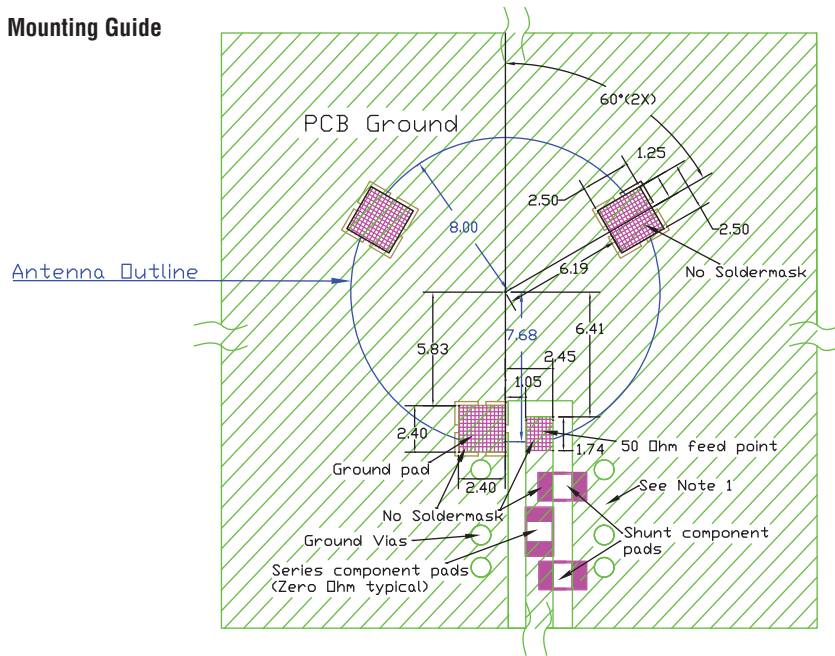 Mounting Guide
60°(2X)
PCB Ground
1.25
2.50
2.50
8.00
No Soldermask
6.19
Antenna Outline
7.68
6.41
5.83
2.45
1.05
2.40
50 Ohm feed point
1.74
Ground pad
2.40
See Note 1
No Soldermask
Ground Vias
Shunt component
pads
Series component pads
(Zero Ohm typical)